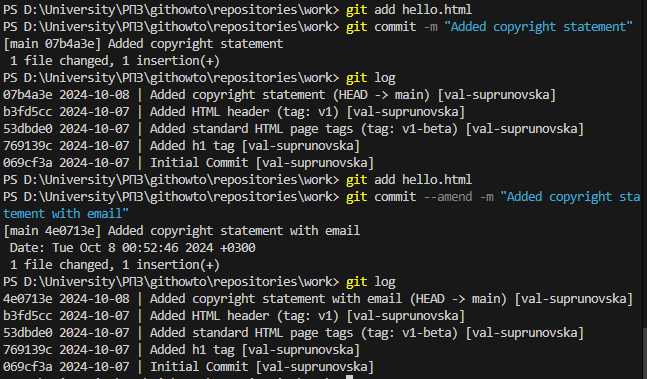 PS D:\University\РПЗ\githowto\repositories\work> git add hello.html
PS D:\University\РПЗ\githowto\repositories\work> git commit -m "Added copyright statement"
[main 07b4a3e] Added copyright statement
 1 file changed, 1 insertion(+)
PS D:\University\РПЗ\githowto\repositories\work> git log
07b4a3e 2024-10-08 | Added copyright statement (HEAD -> main) [val-suprunovska]
b3fd5cc 2024-10-07 | Added HTML header (tag: v1) [val-suprunovska]
53dbde0 2024-10-07 | Added standard HTML page tags (tag: v1-beta) [val-suprunovska]
769139c 2024-10-07 | Added h1 tag [val-suprunovska]
069cf3a 2024-10-07 | Initial Commit [val-suprunovska]
PS D:\University\РПЗ\githowto\repositories\work> git add hello.html
PS D:\University\РПЗ\githowto\repositories\work> git commit --amend -m "Added copyright sta
tement with email"
[main 4e0713e] Added copyright statement with email
 Date: Tue Oct 8 00:52:46 2024 +0300
 1 file changed, 1 insertion(+)
PS D:\University\РПЗ\githowto\repositories\work> git log
4e0713e 2024-10-08 | Added copyright statement with email (HEAD -> main) [val-suprunovska]
b3fd5cc 2024-10-07 | Added HTML header (tag: v1) [val-suprunovska]
53dbde0 2024-10-07 | Added standard HTML page tags (tag: v1-beta) [val-suprunovska]
769139c 2024-10-07 | Added h1 tag [val-suprunovska]
069cf3a 2024-10-07 | Initial Commit [val-suprunovska]